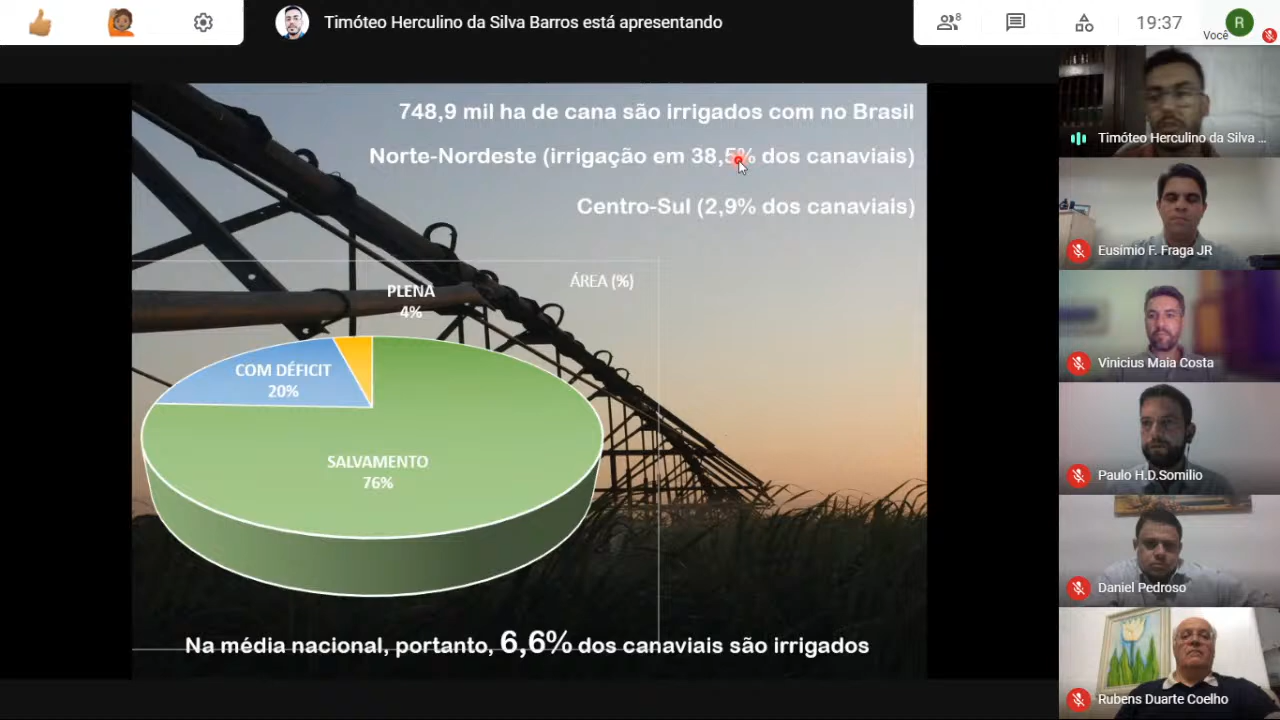 Timóteo Herculino da Silva Barros está apresentando
8
19:37
R
Você
748,9 mil ha de cana são irrigados com no Brasil
Norte-Nordeste (irrigação em 38,5% dos canaviais)
Centro-Sul (2,9% dos canaviais)
ÁREA (%)
PLENA
4%
COM DÉFICIT
20%
SALVAMENTO
76%
Na média nacional, portanto, 6,6% dos canaviais são irrigados
Timóteo Herculino da Silva ...
Eusímio F. Fraga JR
Vinicius Maia Costa
Paulo H.D.Somilio
Daniel Pedroso
Rubens Duarte Coelho